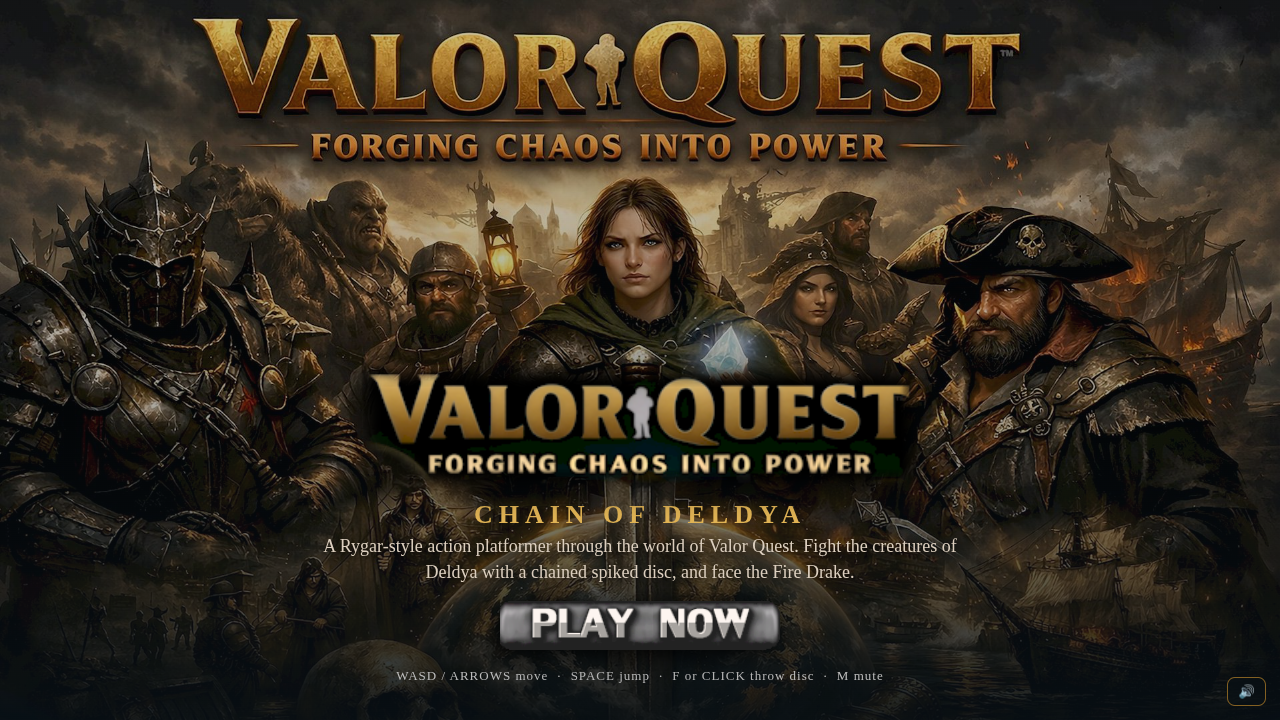 VALOR QUEST™
FORGING CHAOS INTO POWER
VALOR QUEST
FORGING CHAOS INTO POWER
CHAIN OF DELDYA
A Rygar-style action platformer through the world of Valor Quest. Fight the creatures of
Deldya with a chained spiked disc, and face the Fire Drake.
PLAY NOW
WASD / ARROWS move · SPACE jump · F or CLICK throw disc · M mute